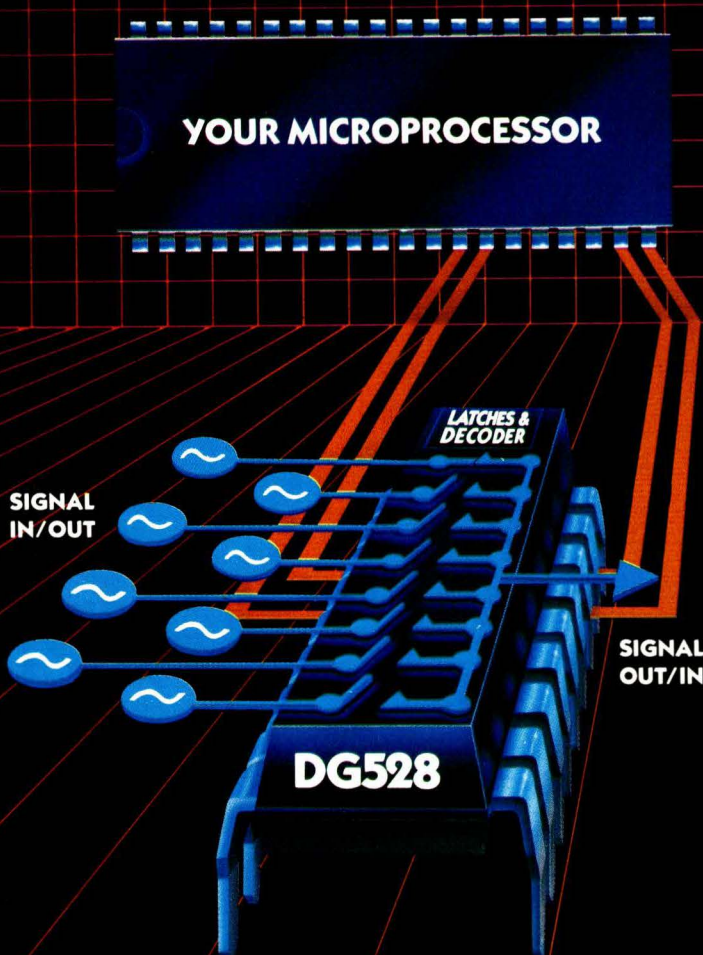 YOUR MICROPROCESSOR
LATCHES &
DECODER
SIGNAL
IN/OUT
SIGNAL
OUT/IN
DG528